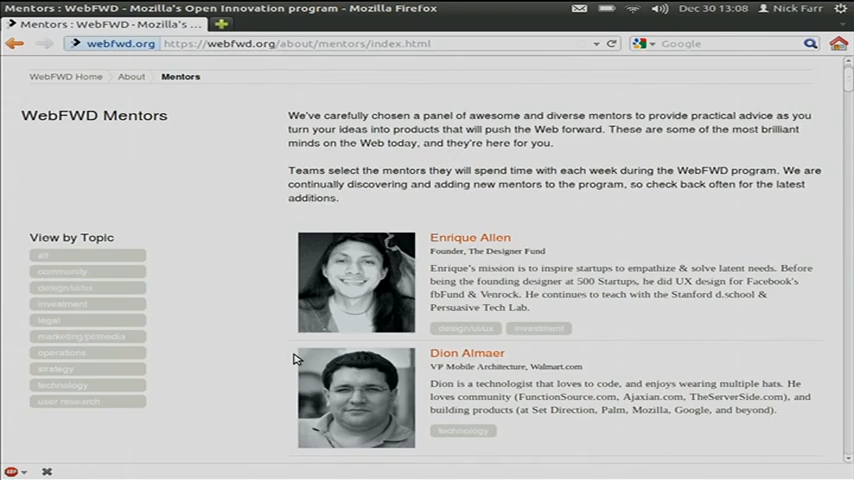 Mentors : WebFWD - Mozilla's Open Innovation program - Mozilla Firefox
Dec 30 13:08
Nick Farr
Mentors : WebFWD - Mozilla's ...
webfwd.org
https://webfwd.org/about/mentors/index.html
Google
WebFWD Home
About
Mentors
WebFWD Mentors
We've carefully chosen a panel of awesome and diverse mentors to provide practical advice as you
turn your ideas into products that will push the Web forward. These are some of the most brilliant
minds on the Web today, and they're here for you.
Teams select the mentors they will spend time with each week during the WebFWD program. We are
continually discovering and adding new mentors to the program, so check back often for the latest
additions.
View by Topic
all
community
design/ui/ux
investment
legal
marketing/pr/media
operations
strategy
technology
user research
Enrique Allen
Founder, The Designer Fund
Enrique's mission is to inspire startups to empathize & solve latent needs. Before
being the founding designer at 500 Startups, he did UX design for Facebook's
fbFund & Venrock. He continues to teach with the Stanford d.school &
Persuasive Tech Lab.
design/ui/ux
investment
Dion Almaer
VP Mobile Architecture, Walmart.com
Dion is a technologist that loves to code, and enjoys wearing multiple hats. He
loves community (FunctionSource.com, Ajaxian.com, TheServerSide.com), and
building products (at Set Direction, Palm, Mozilla, Google, and beyond).
technology
ABP